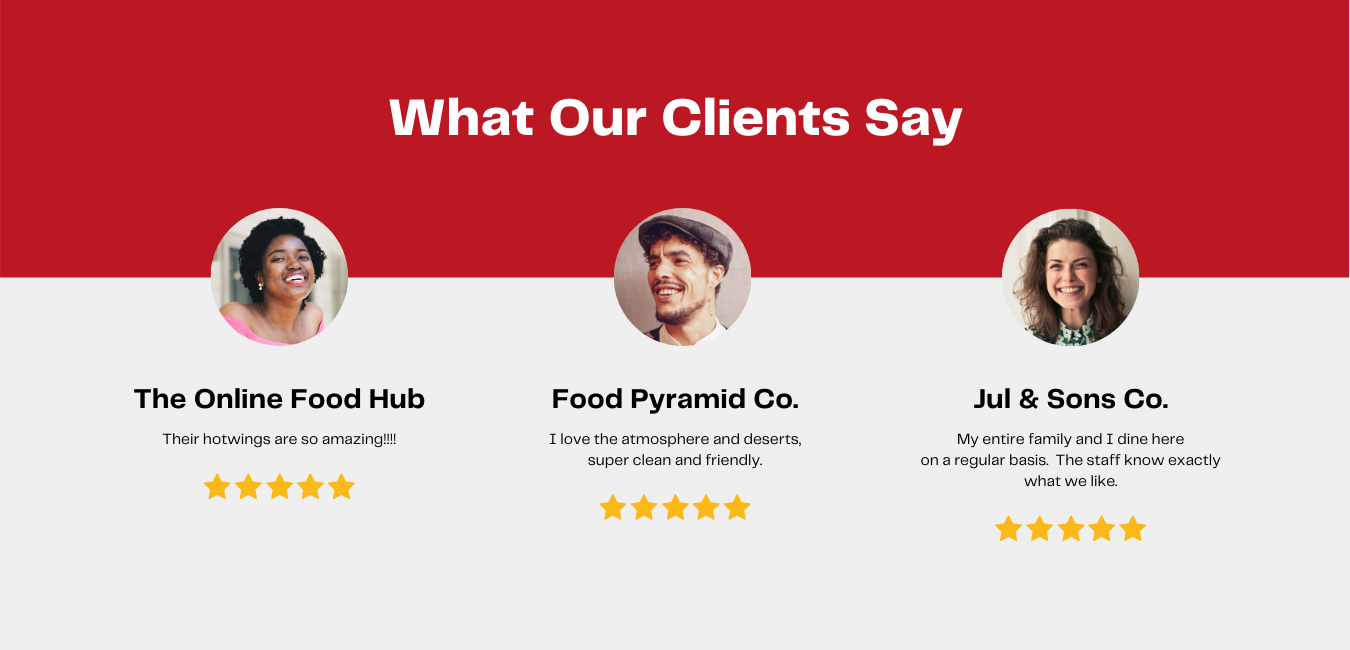 What Our Clients Say
The Online Food Hub
Their hotwings are so amazing!!!!
Food Pyramid Co.
I love the atmosphere and deserts,
super clean and friendly.
Jul & Sons Co.
My entire family and I dine here
on a regular basis.  The staff know exactly
what we like.